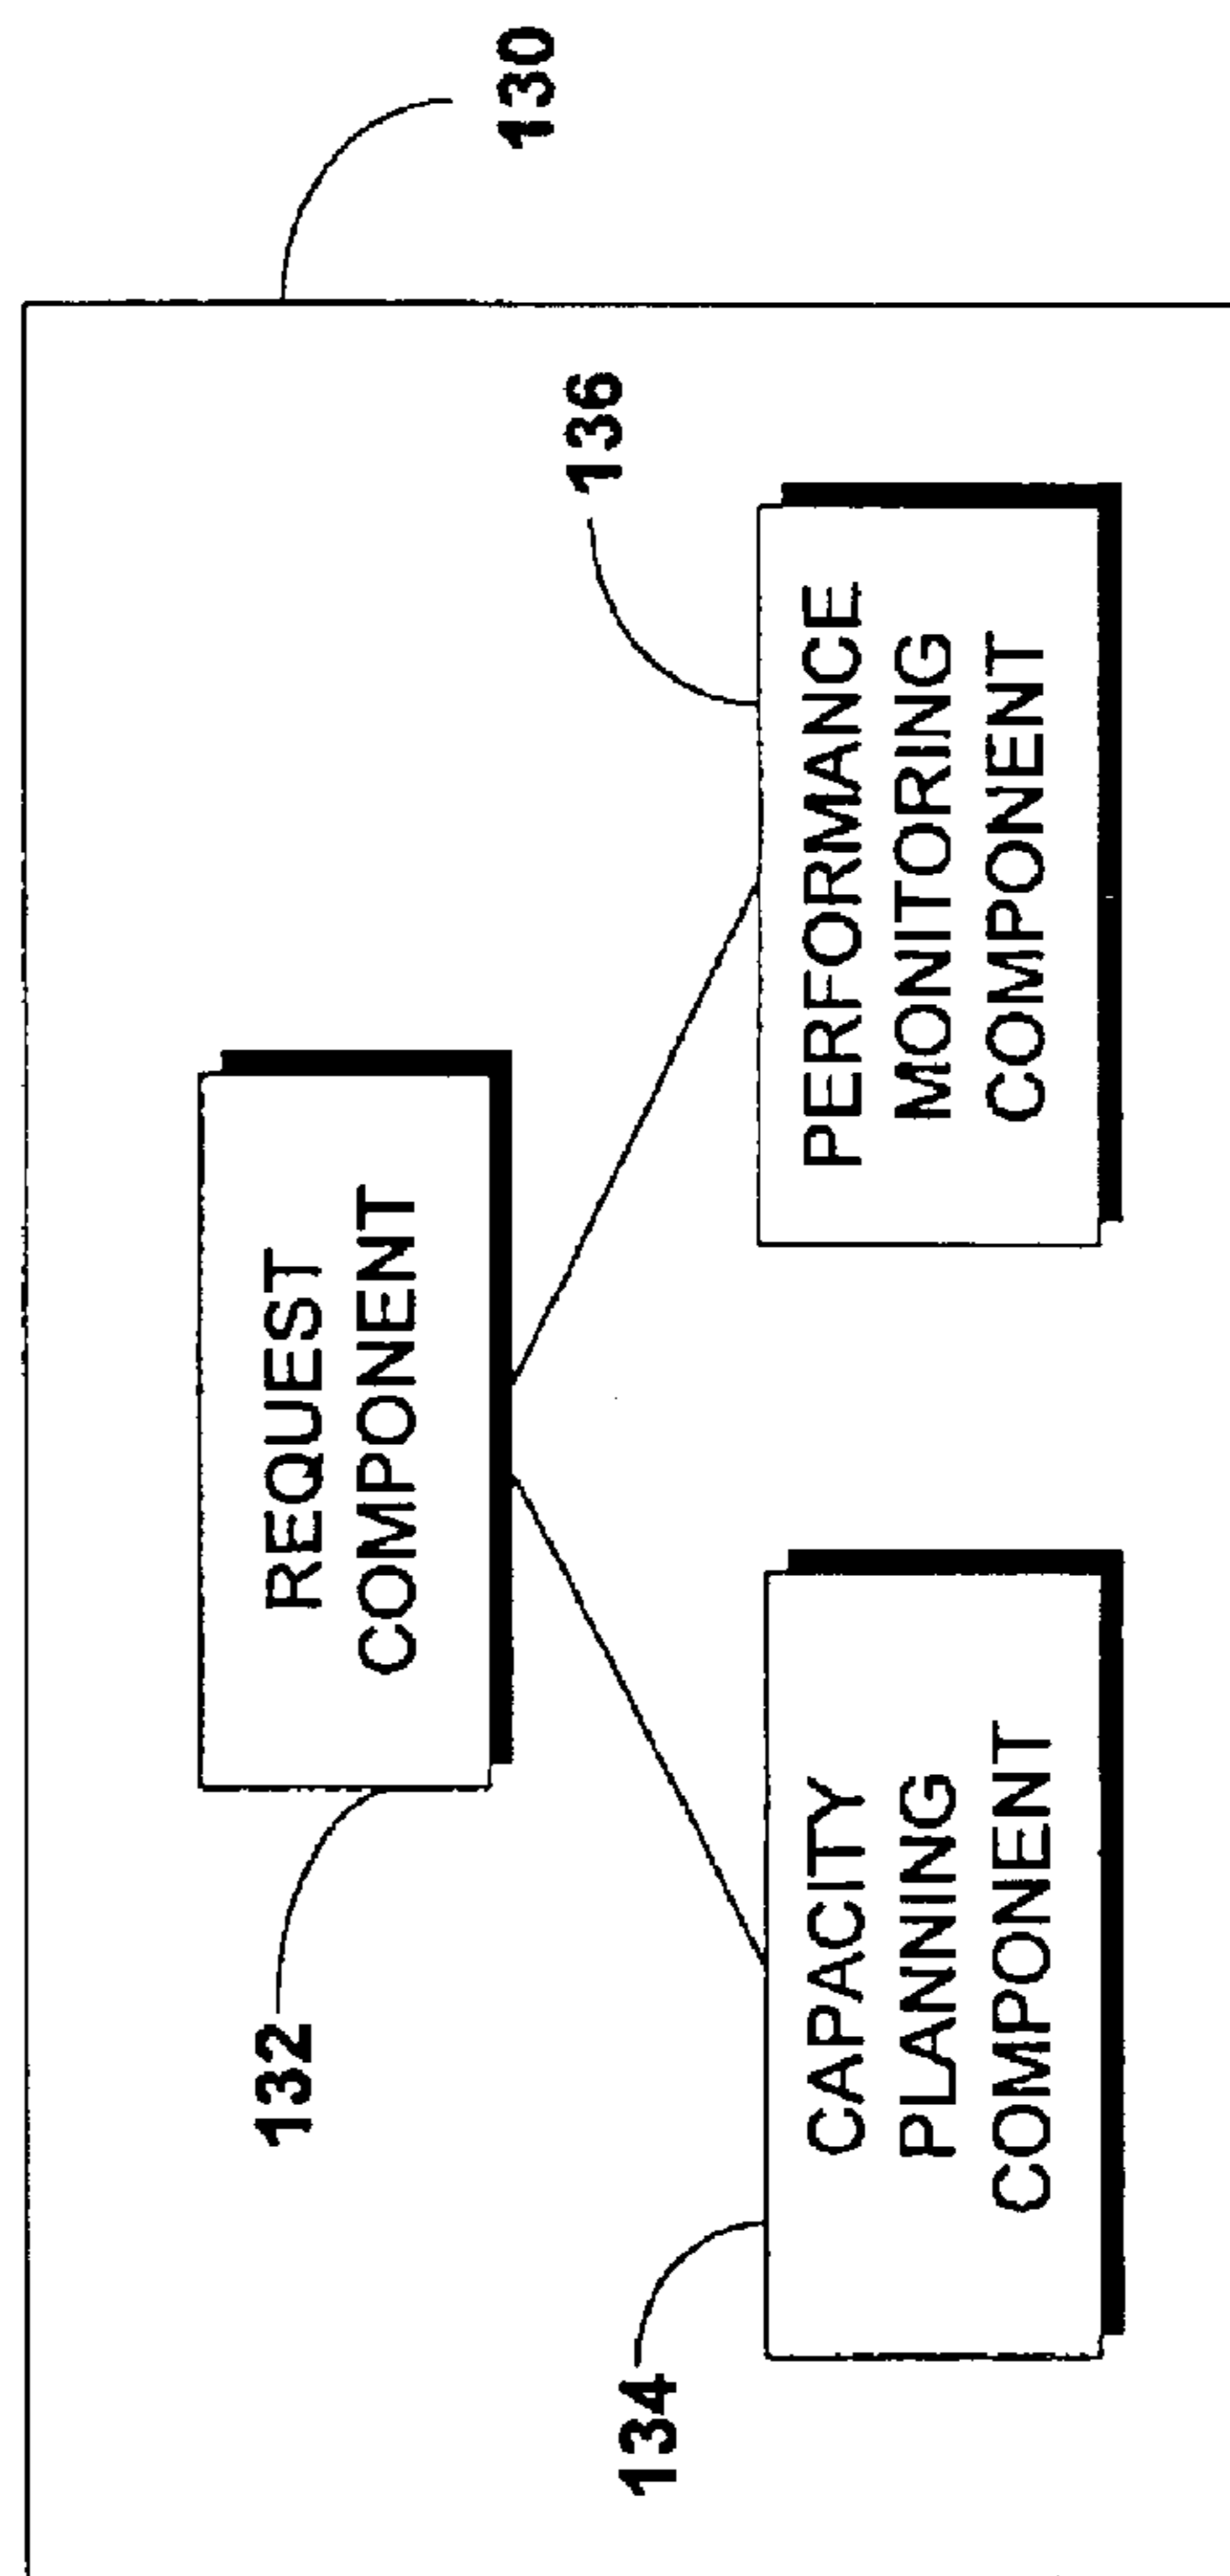 130
132
REQUEST
COMPONENT
134
CAPACITY
PLANNING
COMPONENT
136
PERFORMANCE
MONITORING
COMPONENT